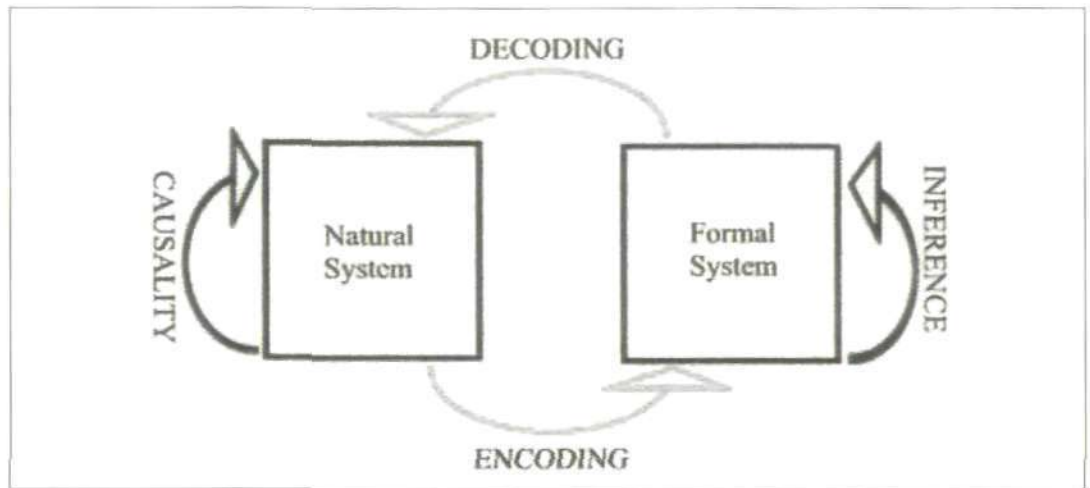 DECODING
CAUSALITY
Natural
System
Formal
System
INFERENCE
ENCODING